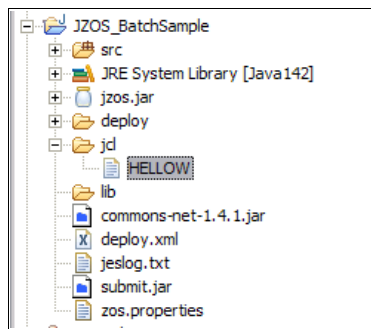 JZOS_BatchSample
src
JRE System Library [Java142]
jzos.jar
deploy
jcl
HELLOW
lib
commons-net-1.4.1.jar
deploy.xml
jeslog.txt
submit.jar
zos.properties